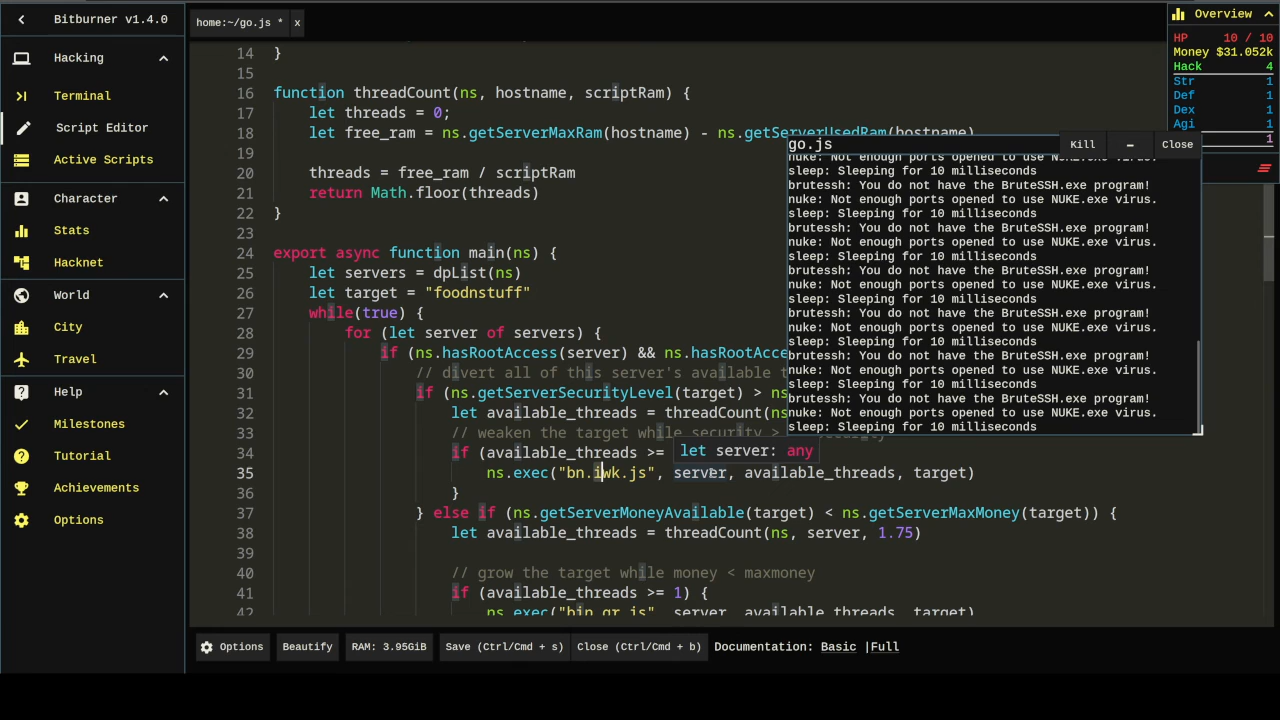 Bitburner v1.4.0
Hacking
Terminal
Script Editor
Active Scripts
Character
Stats
Hacknet
World
City
Travel
Help
Milestones
Tutorial
Achievements
Options
home:~/go.js * x
14 }
15
16 function threadCount(ns, hostname, scriptRam) {
17 let threads = 0;
18 let free_ram = ns.getServerMaxRam(hostname) - ns.getServerUsedRam(hostname)
19
20 threads = free_ram / scriptRam
21 return Math.floor(threads)
22 }
23
24 export async function main(ns) {
25 let servers = dpList(ns)
26 let target = "foodnstuff"
27 while(true) {
28 for (let server of servers) {
29 if (ns.hasRootAccess(server) && ns.hasRootAcce
30 // divert all of this server's available t
31 if (ns.getServerSecurityLevel(target) > ns
32 let available_threads = threadCount(ns
33 // weaken the target while security >
34 if (available_threads >=
let server: any
35 ns.exec("bn.iwk.js", server, available_threads, target)
36 }
37 } else if (ns.getServerMoneyAvailable(target) < ns.getServerMaxMoney(target)) {
38 let available_threads = threadCount(ns, server, 1.75)
39
40 // grow the target while money < maxmoney
41 if (available_threads >= 1) {
42 ns.exec("bin.gr.js", server, available_threads, target)
Options
Beautify
RAM: 3.95GiB
Save (Ctrl/Cmd + s)
Close (Ctrl/Cmd + b)
Documentation: Basic |Full
go.js
Kill
–
Close
nuke: Not enough ports opened to use NUKE.exe virus.
sleep: Sleeping for 10 milliseconds
brutessh: You do not have the BruteSSH.exe program!
nuke: Not enough ports opened to use NUKE.exe virus.
sleep: Sleeping for 10 milliseconds
brutessh: You do not have the BruteSSH.exe program!
nuke: Not enough ports opened to use NUKE.exe virus.
sleep: Sleeping for 10 milliseconds
brutessh: You do not have the BruteSSH.exe program!
nuke: Not enough ports opened to use NUKE.exe virus.
sleep: Sleeping for 10 milliseconds
brutessh: You do not have the BruteSSH.exe program!
nuke: Not enough ports opened to use NUKE.exe virus.
sleep: Sleeping for 10 milliseconds
brutessh: You do not have the BruteSSH.exe program!
nuke: Not enough ports opened to use NUKE.exe virus.
sleep: Sleeping for 10 milliseconds
brutessh: You do not have the BruteSSH.exe program!
nuke: Not enough ports opened to use NUKE.exe virus.
sleep: Sleeping for 10 milliseconds
Overview
HP 10 / 10
Money $31.052k
Hack 4
Str 1
Def 1
Dex 1
Agi 1
1